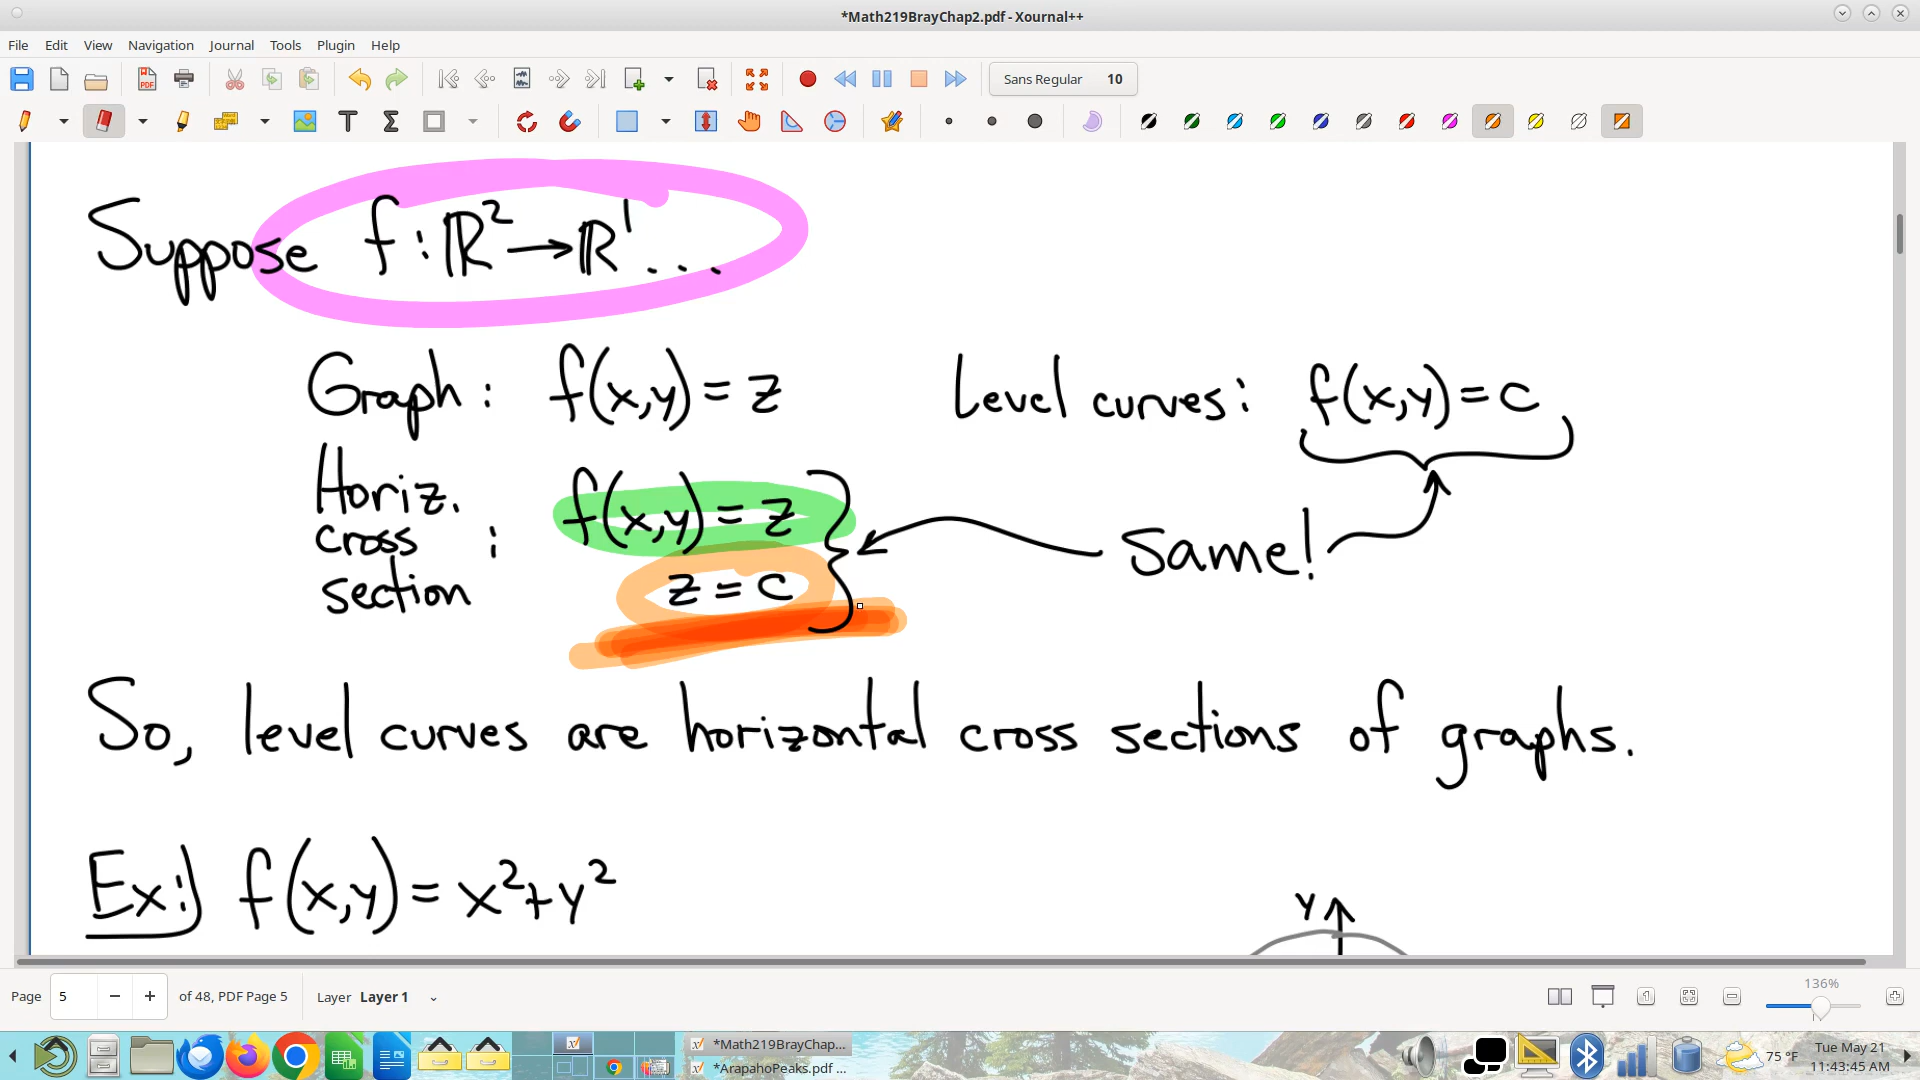 *Math219BrayChap2.pdf - Xournal++
File Edit View Navigation Journal Tools Plugin Help
Sans Regular 10
Suppose f : ℝ² → ℝ¹ ...
Graph : f(x,y) = z
Level curves : f(x,y) = c
Horiz. cross section : f(x,y) = z
z = c
Same!
So, level curves are horizontal cross sections of graphs.
Ex:) f(x,y) = x²+y²
y
Page 5 of 48, PDF Page 5 Layer Layer 1
136%
*Math219BrayChap...
*ArapahoPeaks.pdf ...
75 °F
Tue May 21
11:43:45 AM